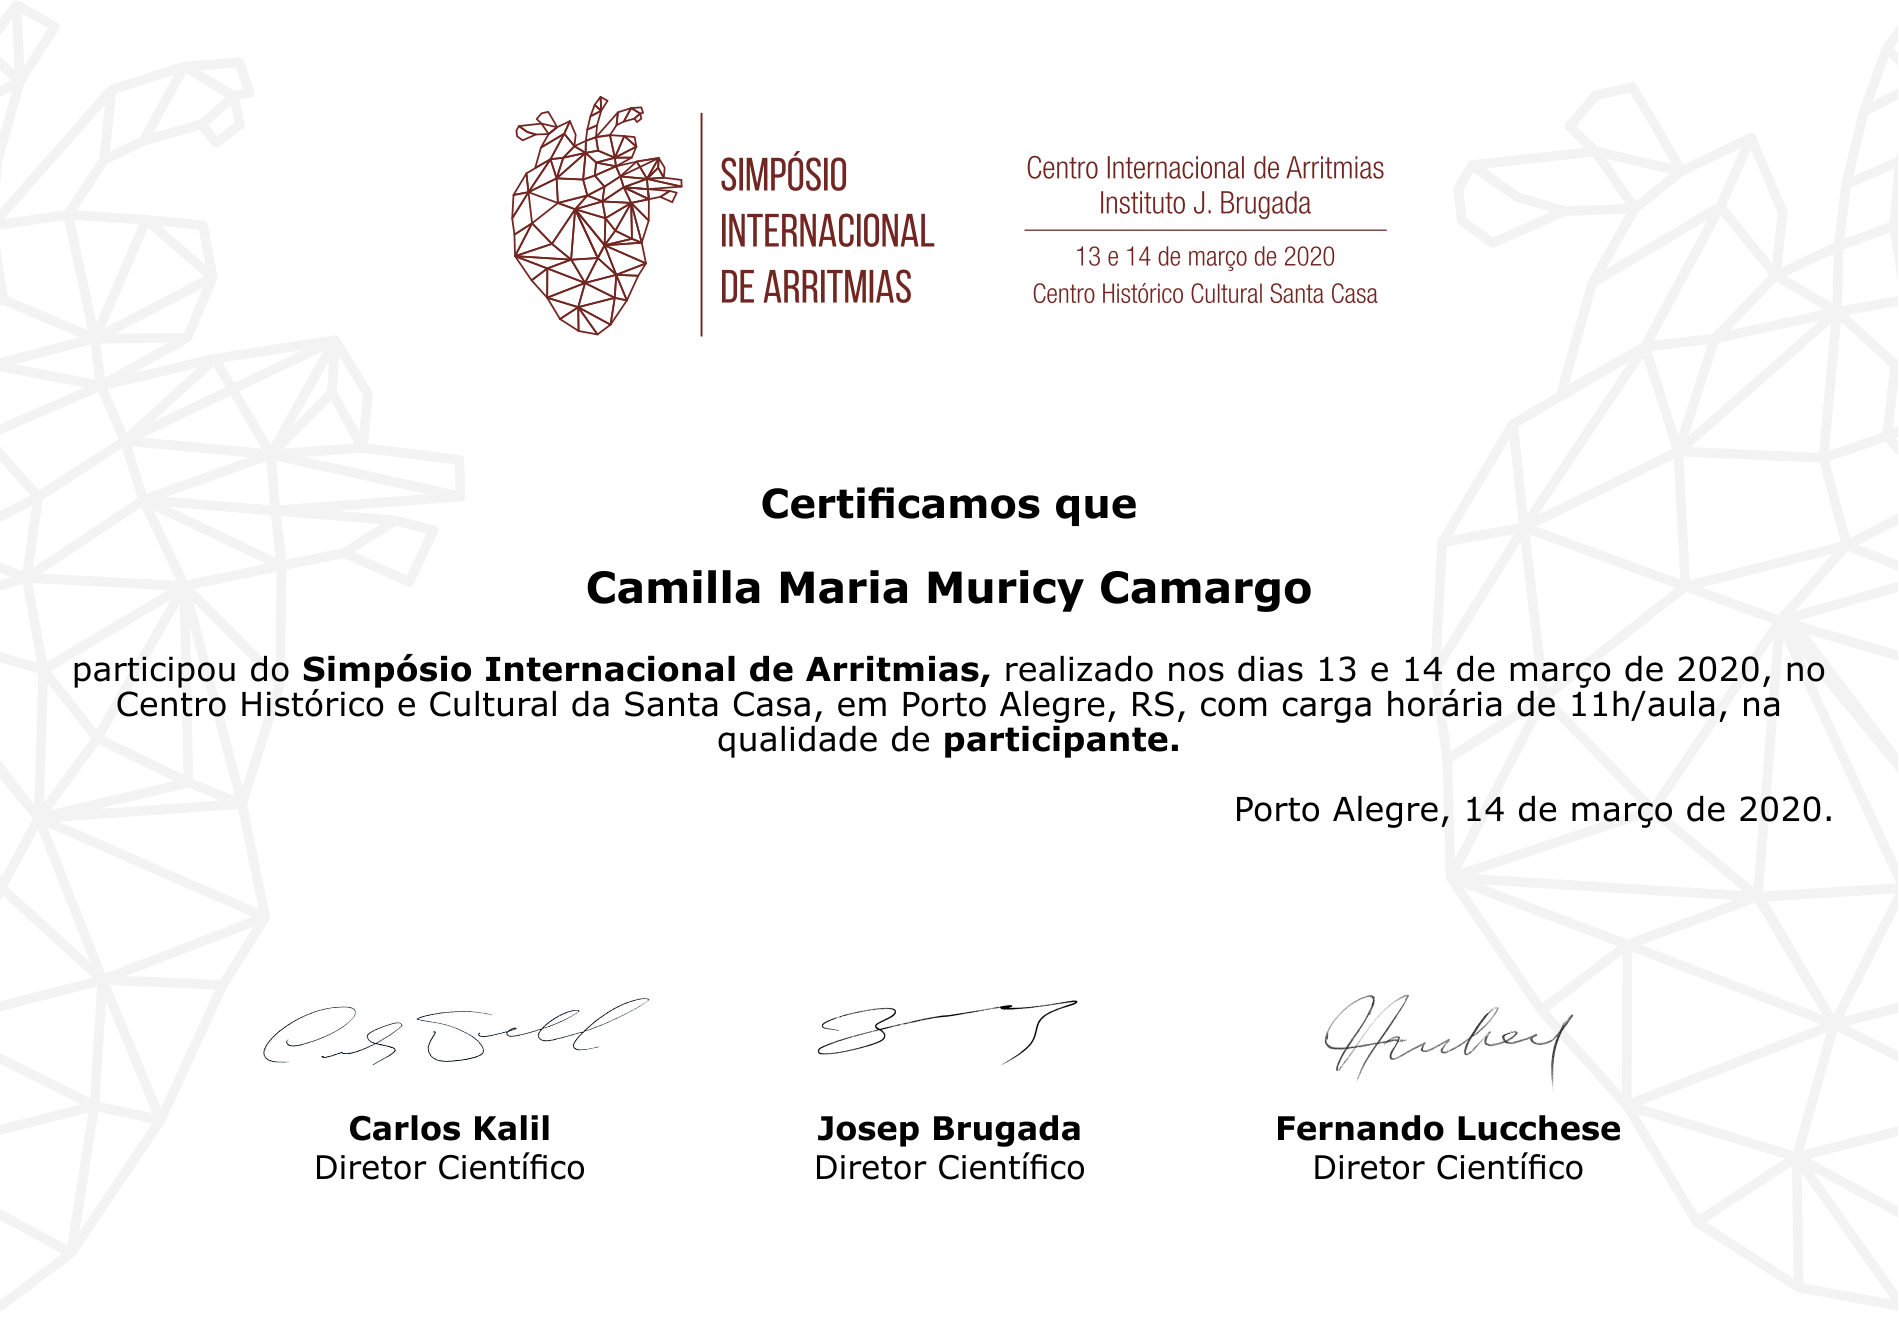 SIMPÓSIO
INTERNACIONAL
DE ARRITMIAS
Centro Internacional de Arritmias
Instituto J. Brugada
13 e 14 de março de 2020
Centro Histórico Cultural Santa Casa
Certificamos que
Camilla Maria Muricy Camargo
participou do Simpósio Internacional de Arritmias, realizado nos dias 13 e 14 de março de 2020, no
Centro Histórico e Cultural da Santa Casa, em Porto Alegre, RS, com carga horária de 11h/aula, na
qualidade de participante.
Porto Alegre, 14 de março de 2020.
Carlos Kalil
Diretor Científico
Josep Brugada
Diretor Científico
Fernando Lucchese
Diretor Científico